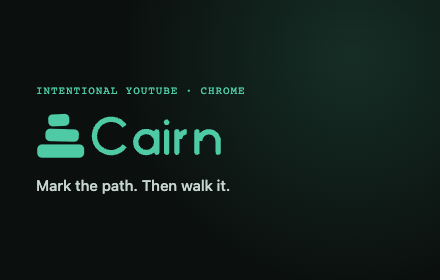 INTENTIONAL YOUTUBE · CHROME
Cairn
Mark the path. Then walk it.